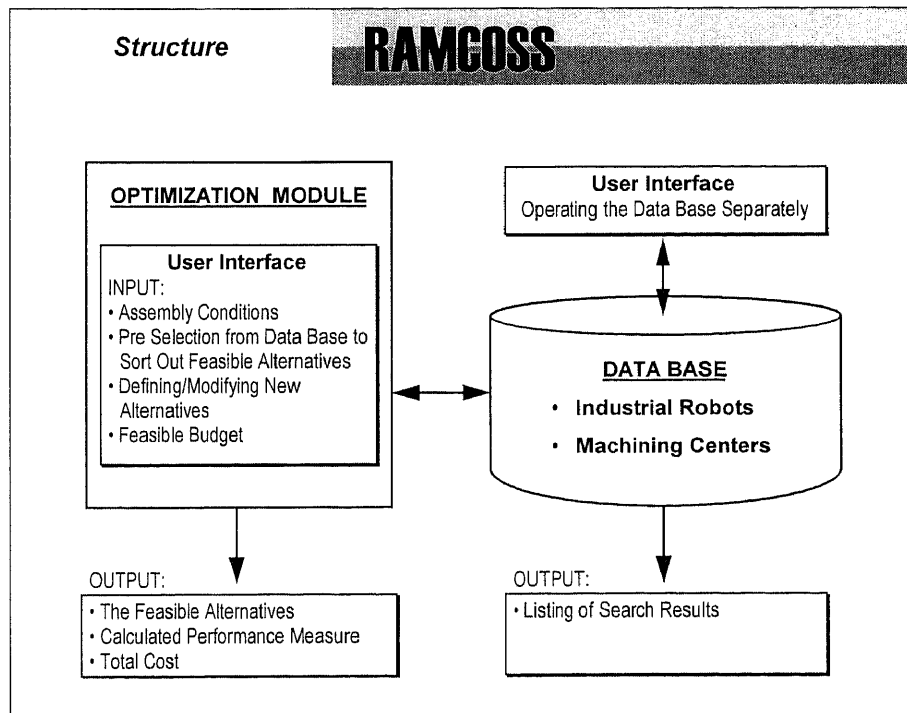 Structure
RAMCOSS
OPTIMIZATION MODULE
User Interface
INPUT:
• Assembly Conditions
• Pre Selection from Data Base to
Sort Out Feasible Alternatives
• Defining/Modifying New
Alternatives
• Feasible Budget
OUTPUT:
• The Feasible Alternatives
• Calculated Performance Measure
• Total Cost
User Interface
Operating the Data Base Separately
DATA BASE
• Industrial Robots
• Machining Centers
OUTPUT:
• Listing of Search Results